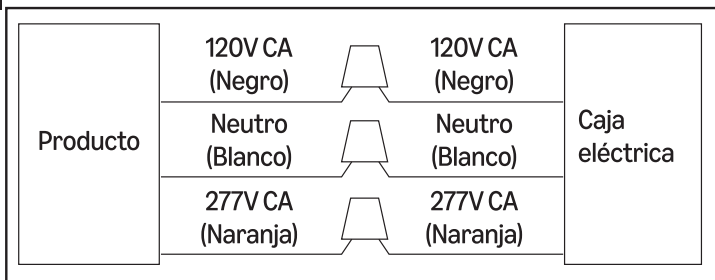 120V CA
(Negro)
120V CA
(Negro)
Producto
Neutro
(Blanco)
Neutro
(Blanco)
Caja
eléctrica
277V CA
(Naranja)
277V CA
(Naranja)